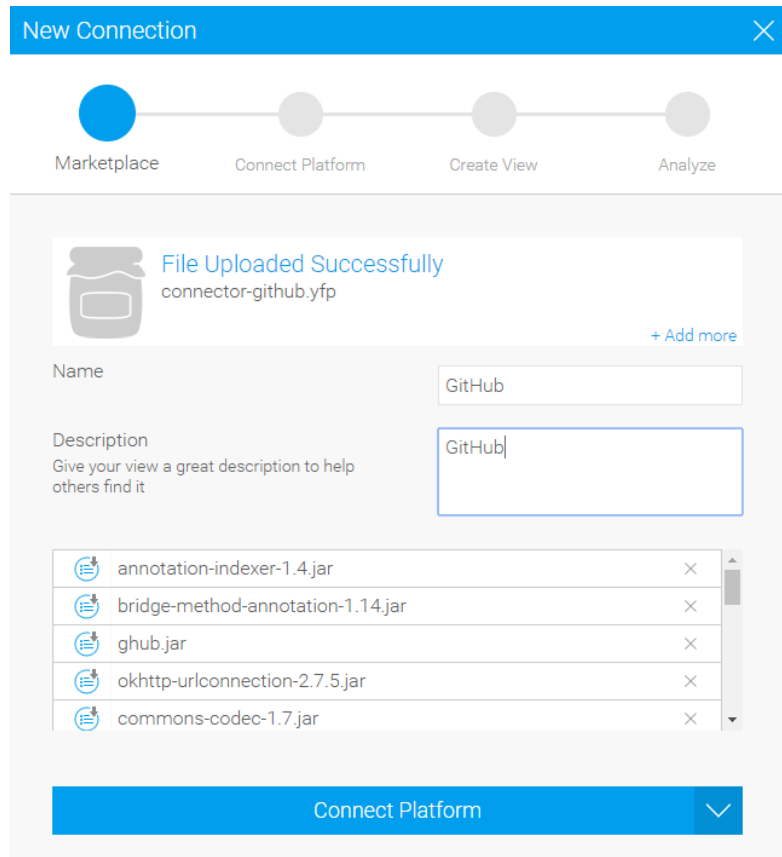 New Connection
Marketplace
Connect Platform
Create View
Analyze
File Uploaded Successfully
connector-github.yfp
+ Add more
Name
GitHub
Description
Give your view a great description to help
others find it
GitHub
annotation-indexer-1.4.jar
bridge-method-annotation-1.14.jar
ghub.jar
okhttp-urlconnection-2.7.5.jar
commons-codec-1.7.jar
Connect Platform